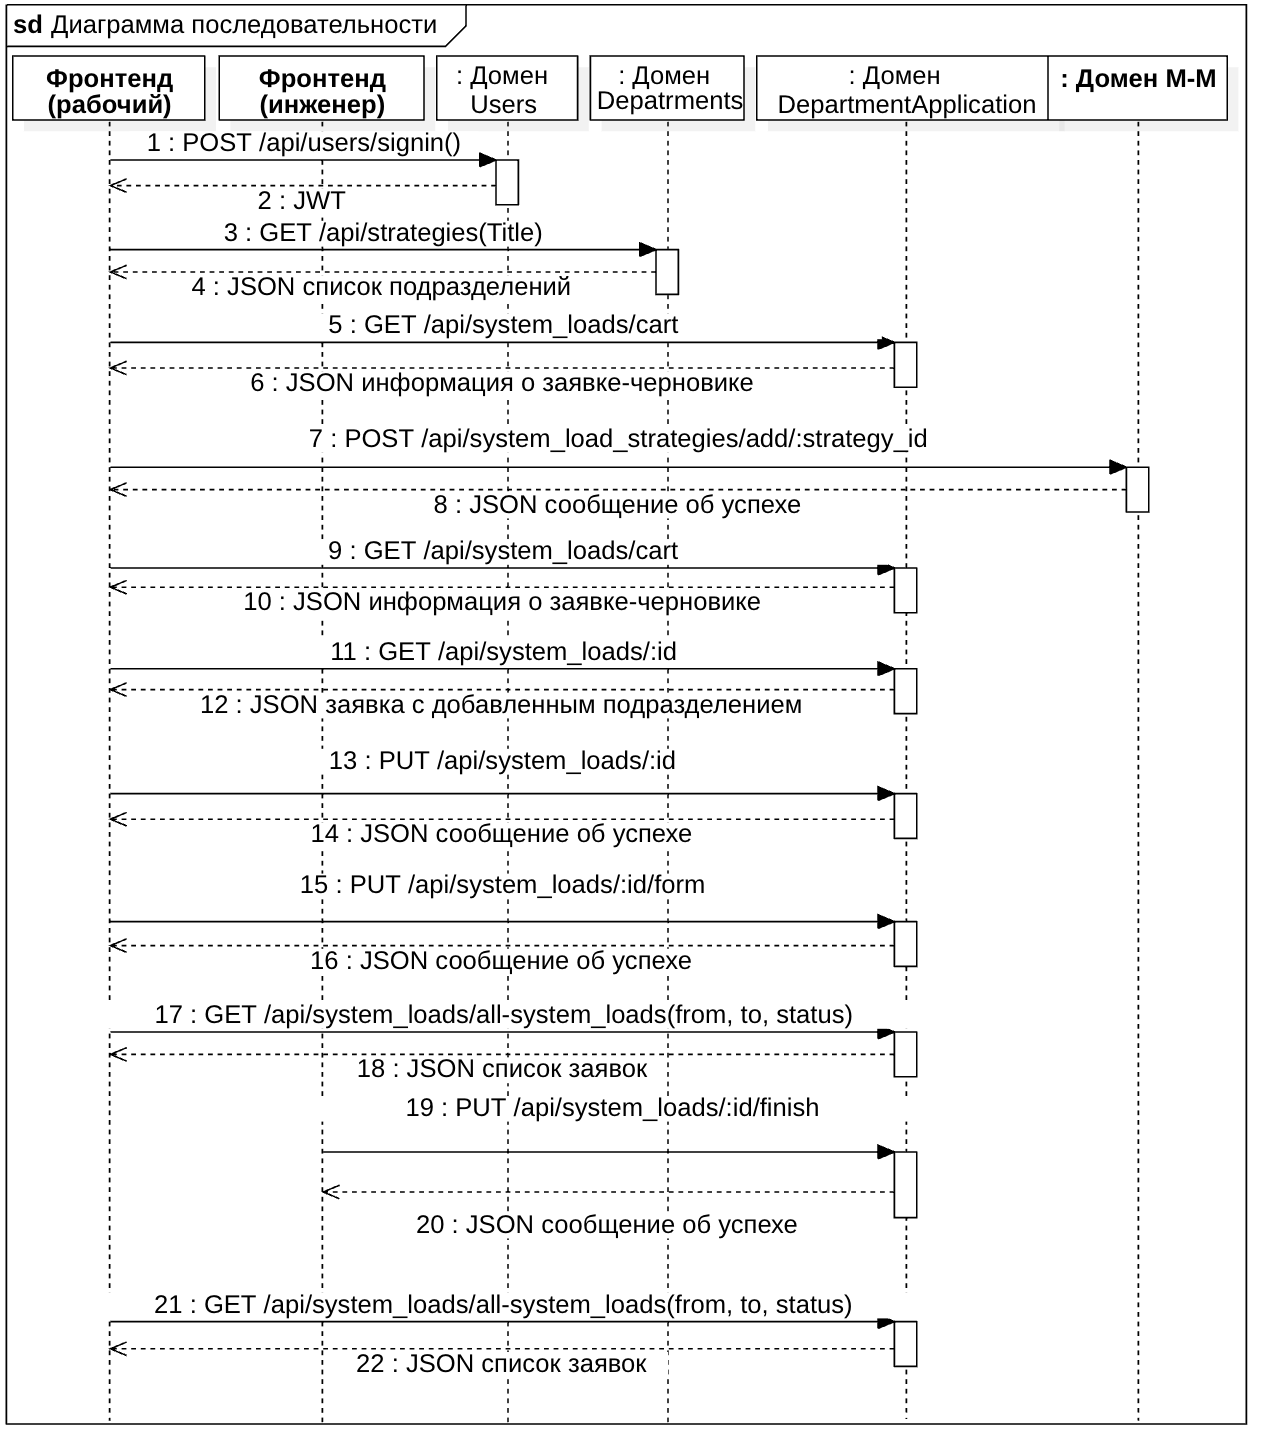 sd Диаграмма последовательности
Фронтенд
(рабочий)
Фронтенд
(инженер)
: Домен
Users
: Домен
Depatrments
: Домен
DepartmentApplication
: Домен М-М
1 : POST /api/users/signin()
2 : JWT
3 : GET /api/strategies(Title)
4 : JSON список подразделений
5 : GET /api/system_loads/cart
6 : JSON информация о заявке-черновике
7 : POST /api/system_load_strategies/add/:strategy_id
8 : JSON сообщение об успехе
9 : GET /api/system_loads/cart
10 : JSON информация о заявке-черновике
11 : GET /api/system_loads/:id
12 : JSON заявка с добавленным подразделением
13 : PUT /api/system_loads/:id
14 : JSON сообщение об успехе
15 : PUT /api/system_loads/:id/form
16 : JSON сообщение об успехе
17 : GET /api/system_loads/all-system_loads(from, to, status)
18 : JSON список заявок
19 : PUT /api/system_loads/:id/finish
20 : JSON сообщение об успехе
21 : GET /api/system_loads/all-system_loads(from, to, status)
22 : JSON список заявок